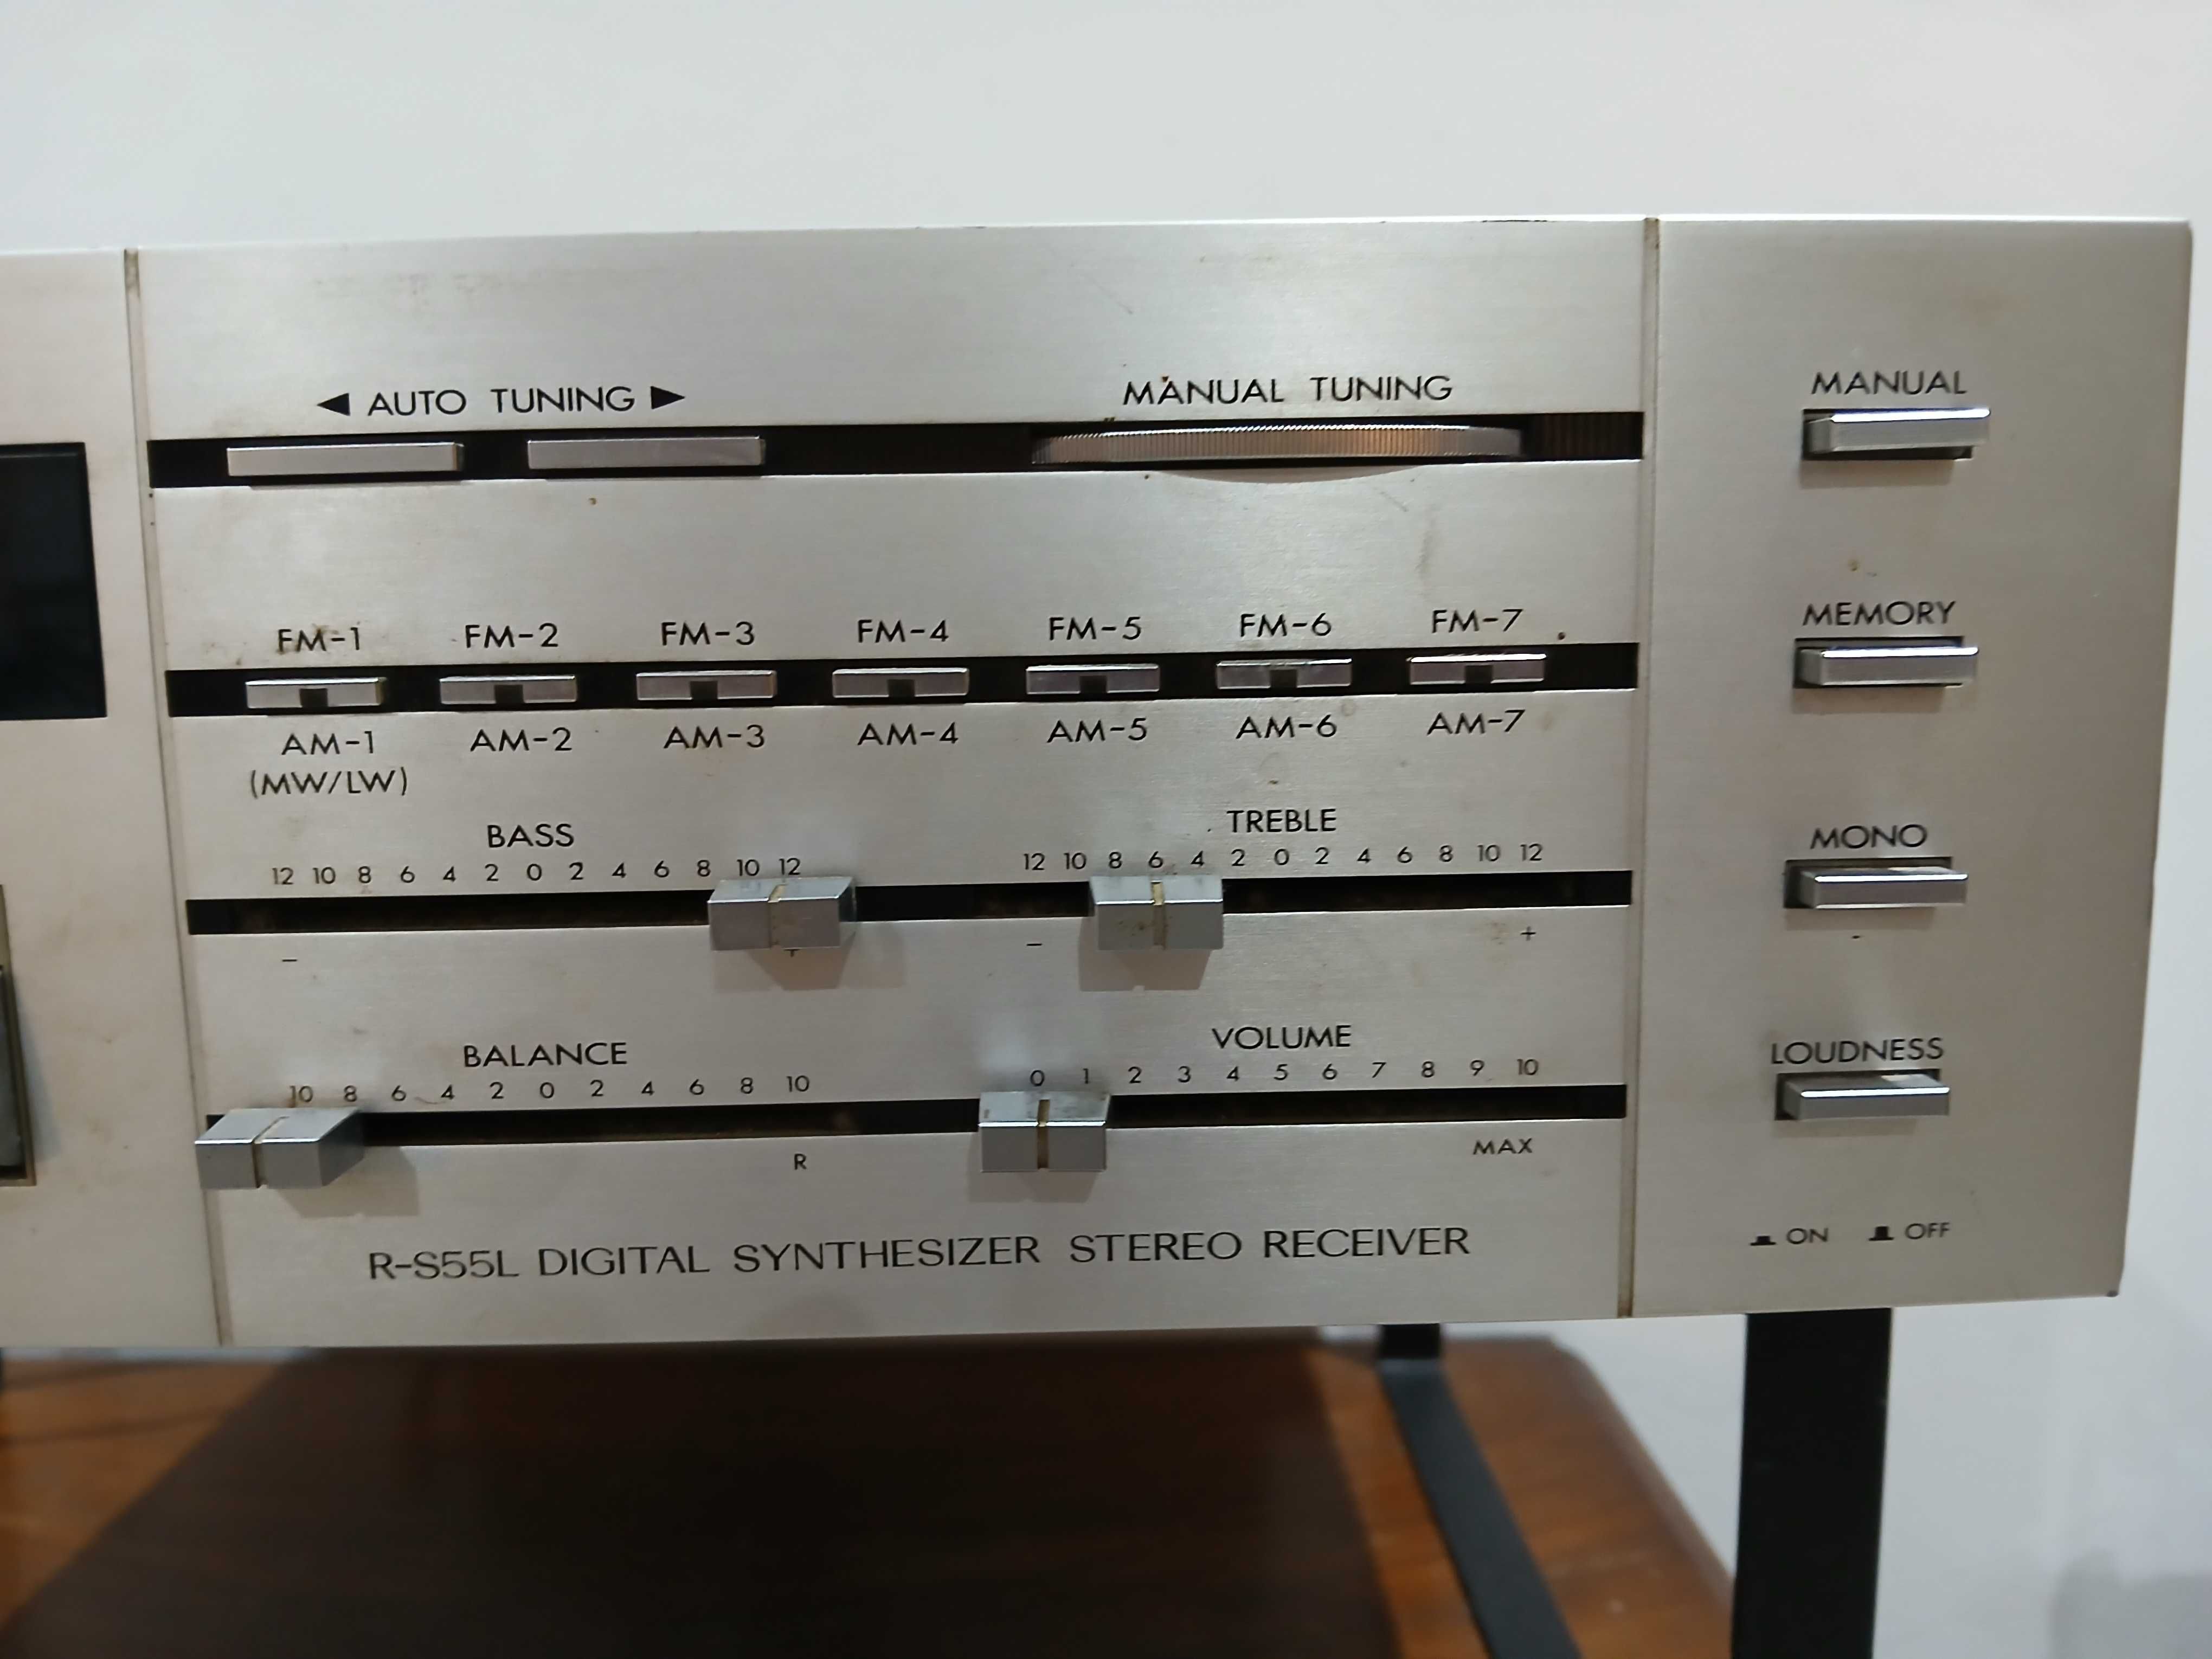 ◀ AUTO TUNING ▶ MANUAL TUNING
MANUAL
FM-1 FM-2 FM-3 FM-4 FM-5 FM-6 FM-7
MEMORY
AM-1 AM-2 AM-3 AM-4 AM-5 AM-6 AM-7
(MW/LW)
BASS TREBLE
MONO
12 10 8 6 4 2 0 2 4 6 8 10 12 12 10 8 6 4 2 0 2 4 6 8 10 12
- + - +
BALANCE VOLUME
LOUDNESS
10 8 6 4 2 0 2 4 6 8 10 0 1 2 3 4 5 6 7 8 9 10
R MAX
R-S55L DIGITAL SYNTHESIZER STEREO RECEIVER
ON OFF